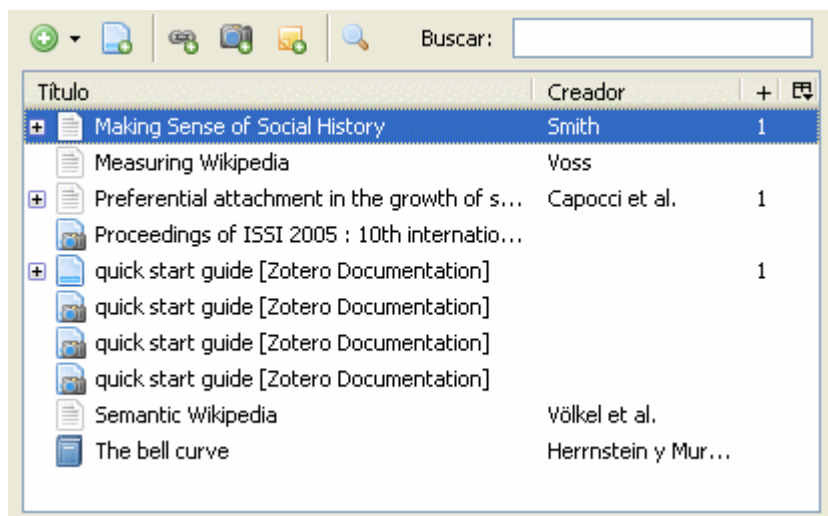 Buscar:
Título Creador +
Making Sense of Social History Smith 1
Measuring Wikipedia Voss
Preferential attachment in the growth of s... Capocci et al. 1
Proceedings of ISSI 2005 : 10th internatio...
quick start guide [Zotero Documentation] 1
quick start guide [Zotero Documentation]
quick start guide [Zotero Documentation]
quick start guide [Zotero Documentation]
Semantic Wikipedia Völkel et al.
The bell curve Herrnstein y Mur...